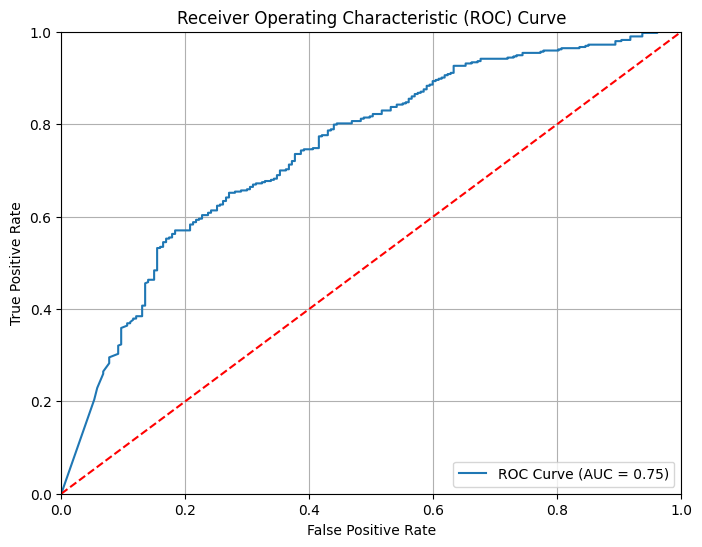 Receiver Operating Characteristic (ROC) Curve
1.0
0.8
0.6
0.4
0.2
0.0
True Positive Rate
ROC Curve (AUC = 0.75)
0.0 0.2 0.4 0.6 0.8 1.0
False Positive Rate